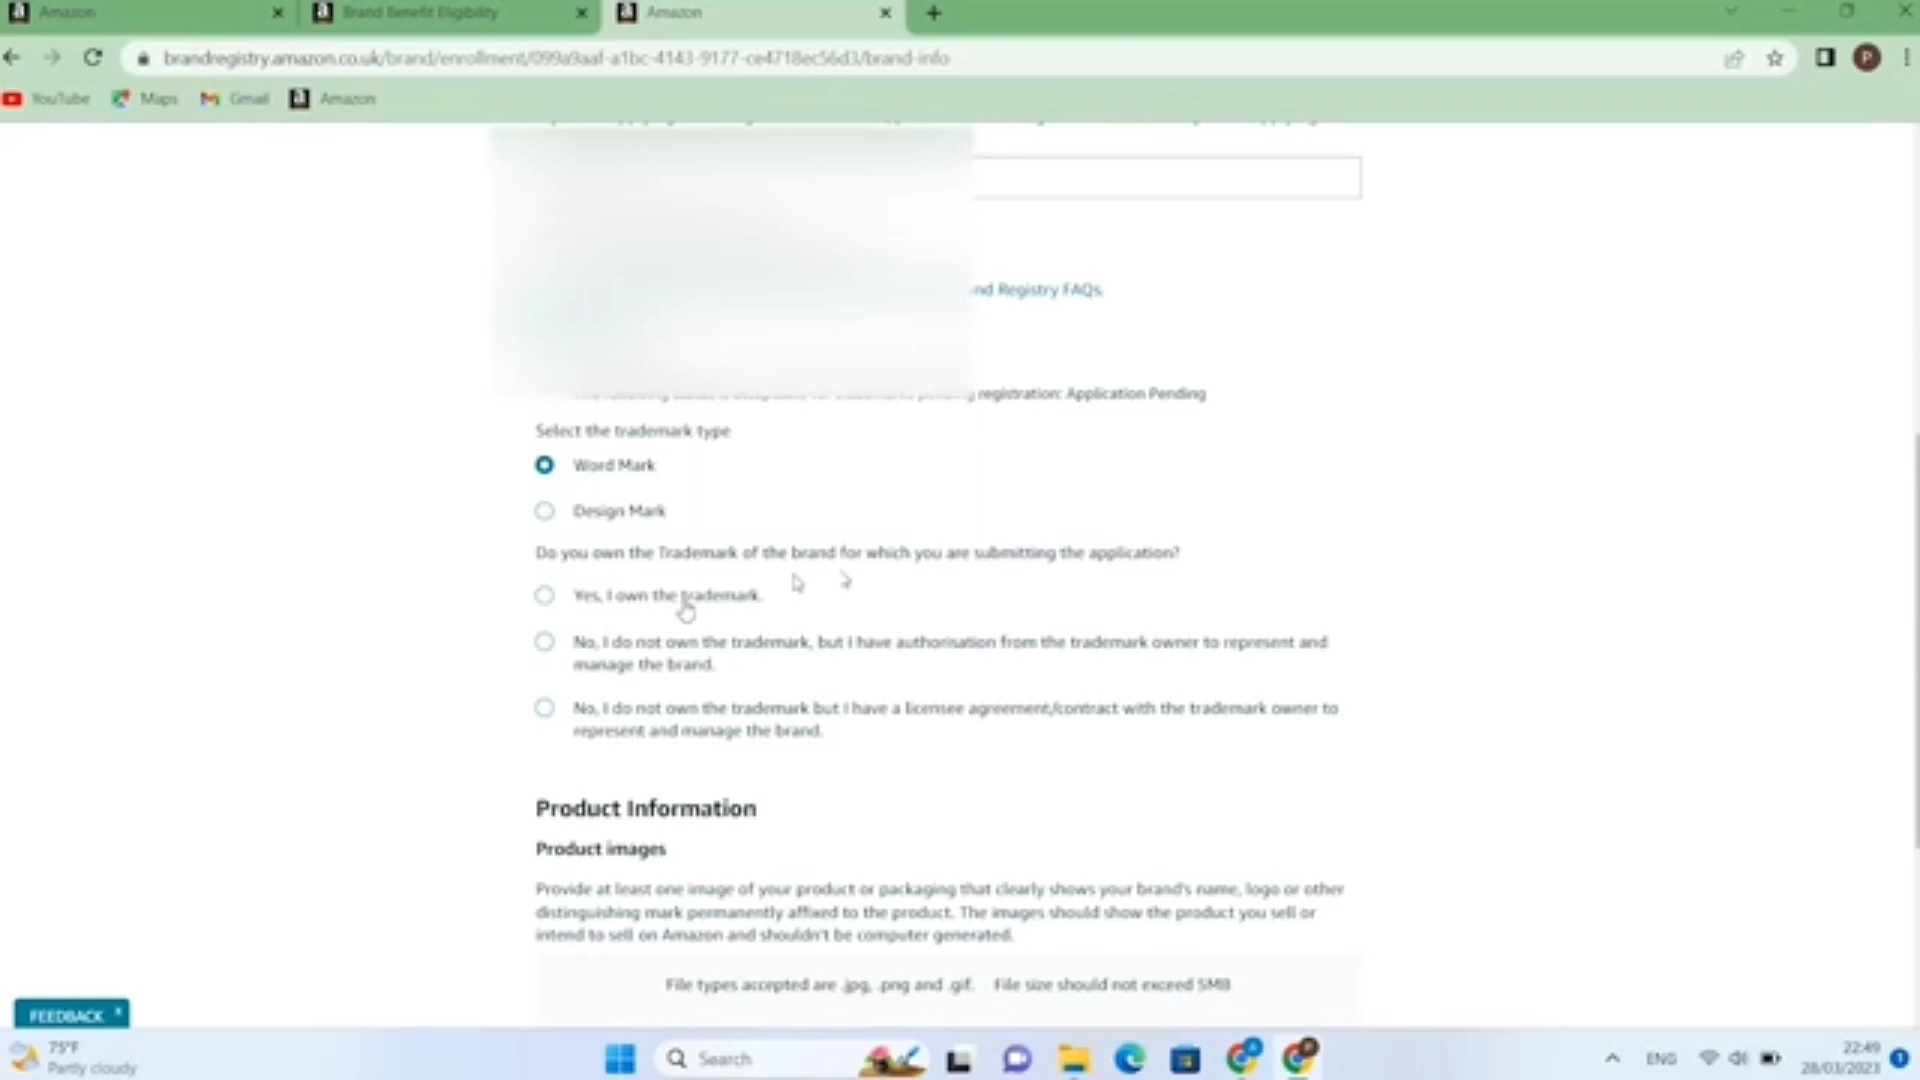 Amazon
Brand Benefit Eligibility
Amazon
brandregistry.amazon.co.uk/brand/enrollment/099a9aaf-a1bc-4143-9177-ce4718ec56d3/brand-info
P
YouTube
Maps
Gmail
Amazon
nd Registry FAQs.
registration: Application Pending
Select the trademark type
Word Mark
Design Mark
Do you own the Trademark of the brand for which you are submitting the application?
Yes, I own the trademark.
No, I do not own the trademark, but I have authorisation from the trademark owner to represent and
manage the brand.
No, I do not own the trademark but I have a licensee agreement/contract with the trademark owner to
represent and manage the brand.
Product Information
Product images
Provide at least one image of your product or packaging that clearly shows your brand's name, logo or other
distinguishing mark permanently affixed to the product. The images should show the product you sell or
intend to sell on Amazon and shouldn't be computer generated.
File types accepted are .jpg, .png and .gif. File size should not exceed 5MB
FEEDBACK
75°F
Partly cloudy
Search
ENG
22:49
28/03/2023
1